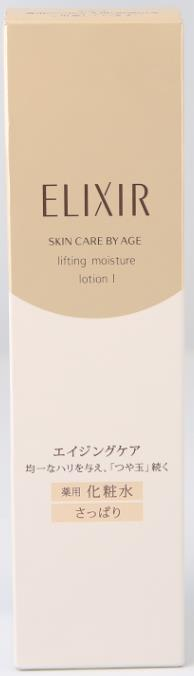 ELIXIR
SKIN CARE BY AGE
lifting moisture
lotion I
エイジングケア
均一なハリを与え、「つや玉」続く
薬用 化粧水
さっぱり